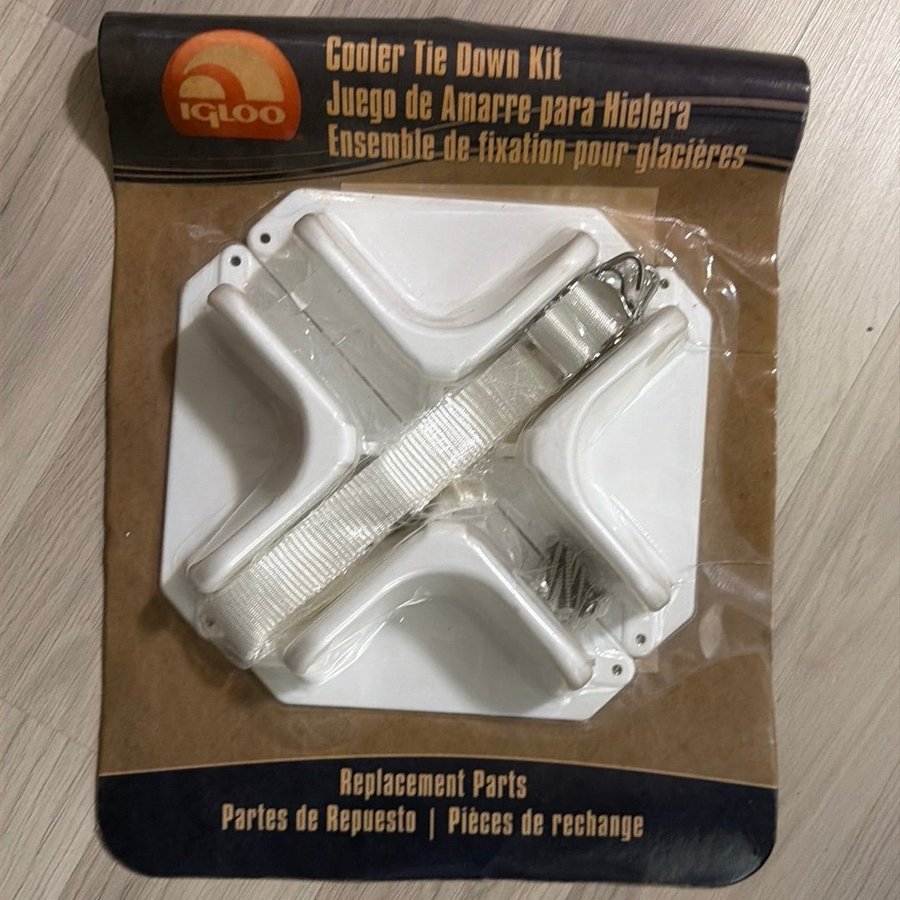 IGLOO
Cooler Tie Down Kit
Juego de Amarre para Hielera
Ensemble de fixation pour glacières
Replacement Parts
Partes de Repuesto | Pièces de rechange